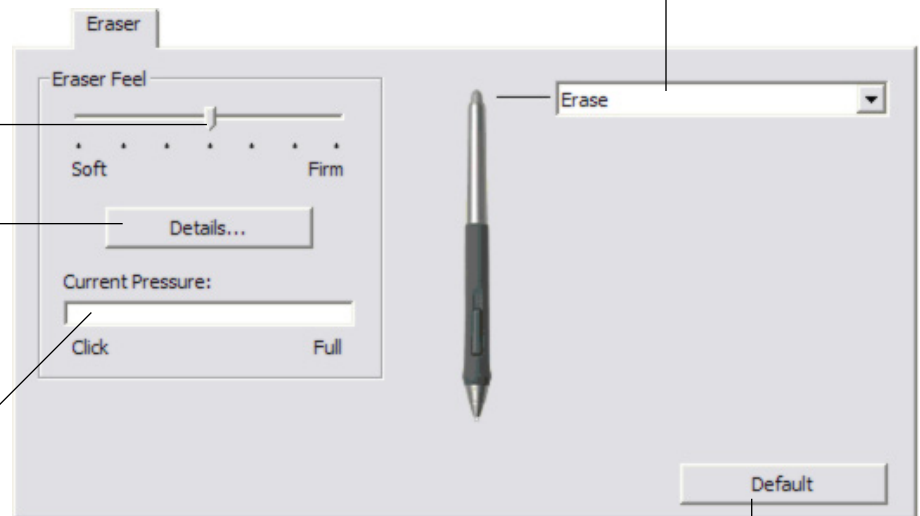 Eraser
Eraser Feel
Erase
Soft Firm
Details...
Current Pressure:
Click Full
Default